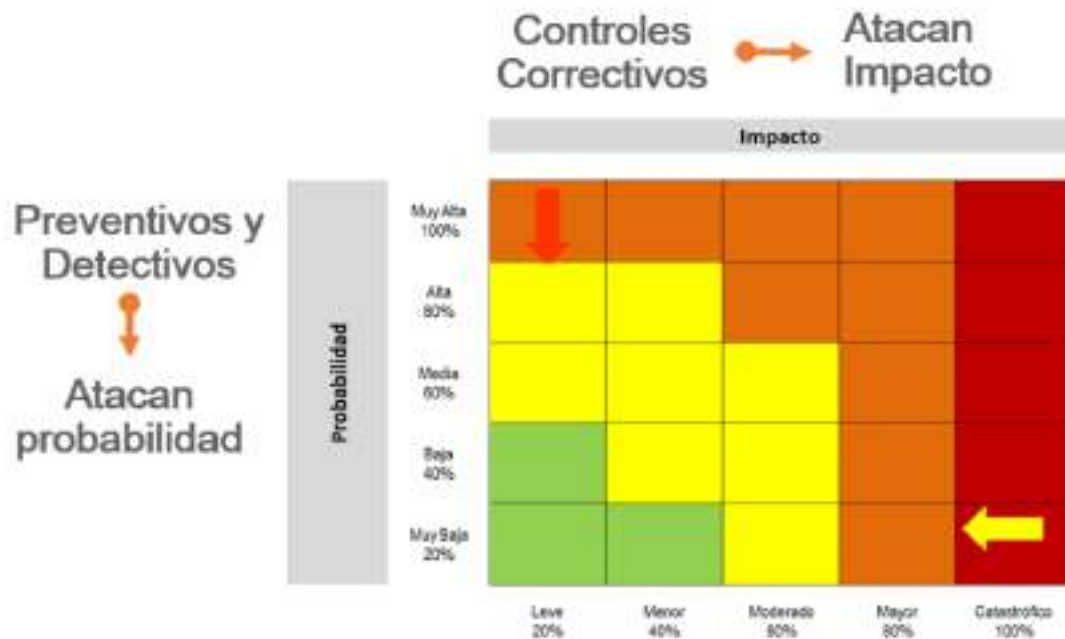 Controles
Correctivos
Atacan
Impacto
Impacto
Preventivos y
Detectivos
Atacan
probabilidad
Probabilidad
Muy Alta
100%
Alta
80%
Media
60%
Baja
40%
Muy Baja
20%
Leve
20%
Menor
40%
Moderado
60%
Mayor
80%
Catastrófico
100%